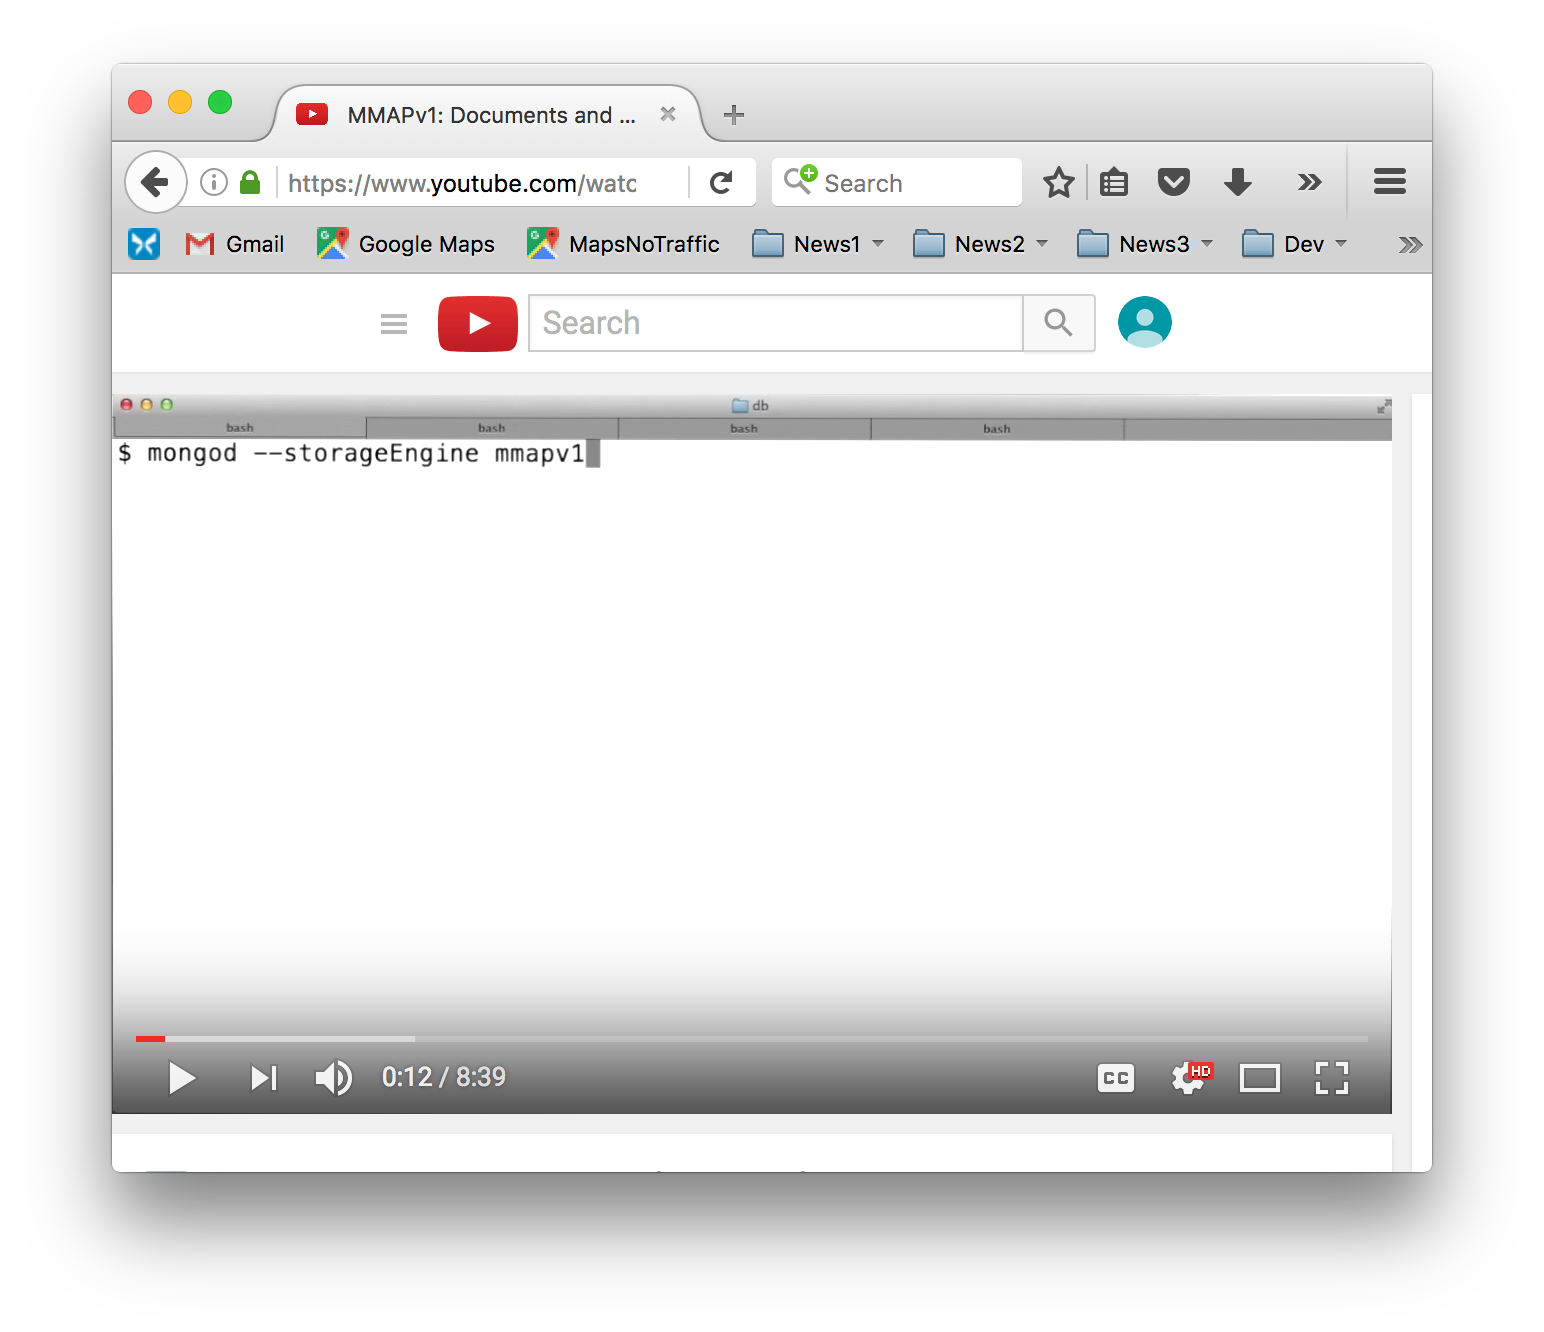 MMAPv1: Documents and ...
https://www.youtube.com/watc
Search
Gmail
Google Maps
MapsNoTraffic
News1
News2
News3
Dev
Search
db
bash
bash
bash
bash
$ mongod --storageEngine mmapv1
0:12 / 8:39
CC
HD